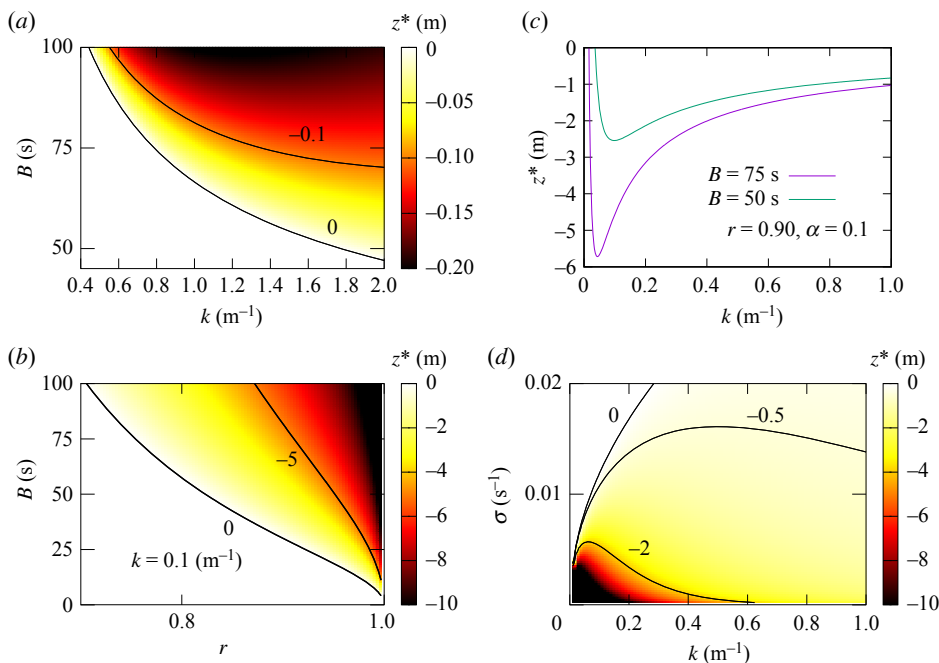 (a)
z* (m)
100
75
50
B (s)
–0.1
0
0.4 0.6 0.8 1.0 1.2 1.4 1.6 1.8 2.0
k (m–1)
0
–0.05
–0.10
–0.15
–0.20
(c)
0
–1
–2
–3
–4
–5
–6
z* (m)
B = 75 s
B = 50 s
r = 0.90, α = 0.1
0 0.2 0.4 0.6 0.8 1.0
k (m–1)
(b)
z* (m)
100
75
50
25
0
B (s)
–5
0
k = 0.1 (m–1)
0.8 1.0
r
0
–2
–4
–6
–8
–10
(d)
z* (m)
0.02
0.01
σ (s–1)
0
–0.5
–2
0 0.2 0.4 0.6 0.8 1.0
k (m–1)
0
–2
–4
–6
–8
–10